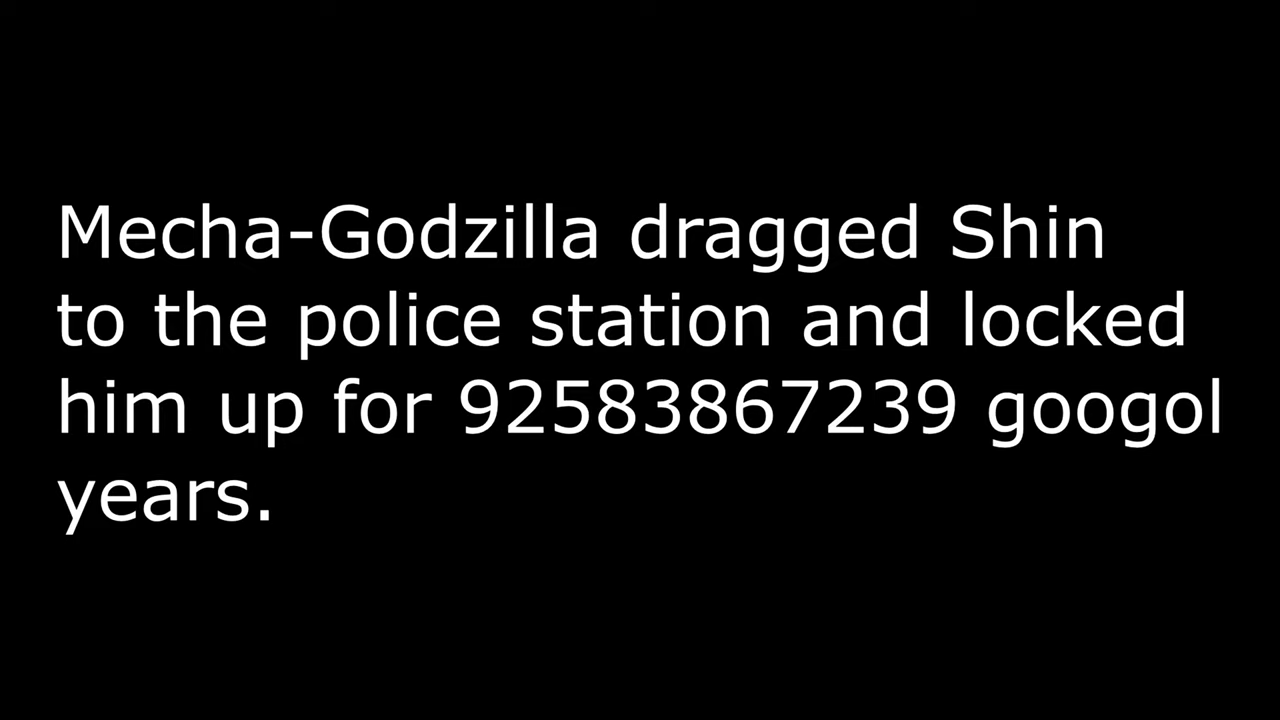 Mecha-Godzilla dragged Shin
to the police station and locked
him up for 92583867239 googol
years.